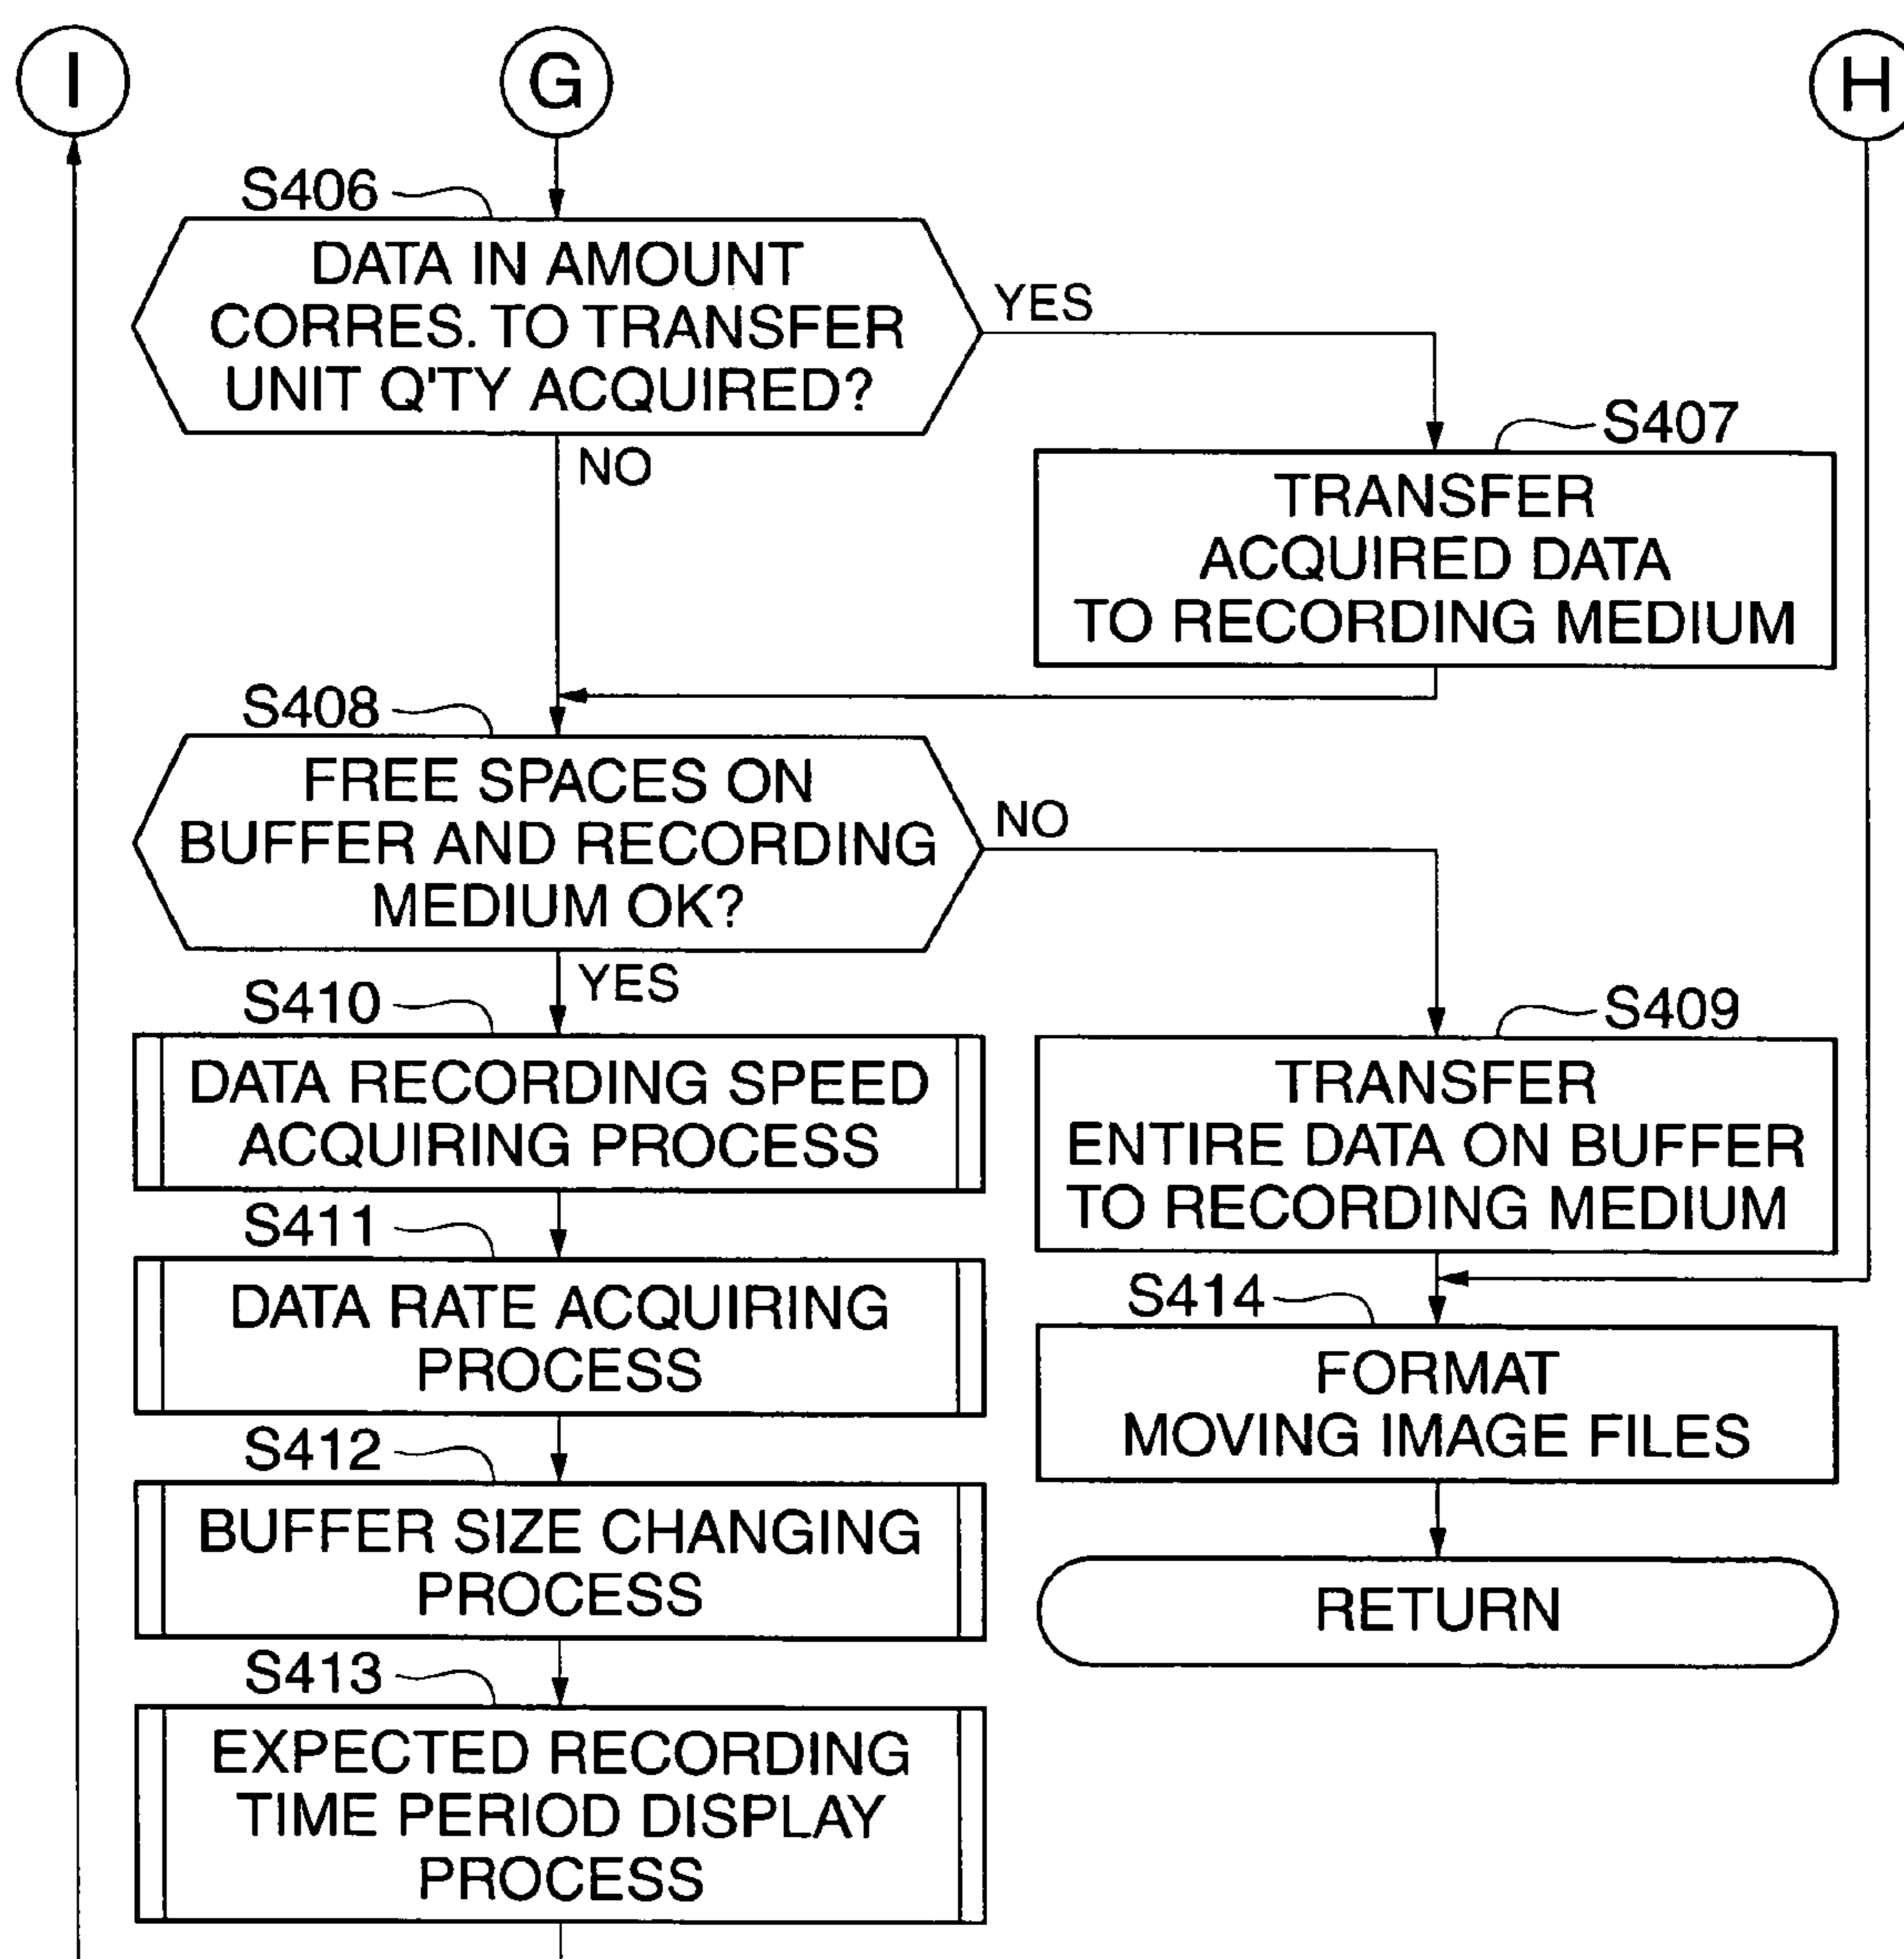 I
G
H
S406
DATA IN AMOUNT
CORRES. TO TRANSFER
UNIT Q'TY ACQUIRED?
YES
NO
S407
TRANSFER
ACQUIRED DATA
TO RECORDING MEDIUM
S408
FREE SPACES ON
BUFFER AND RECORDING
MEDIUM OK?
NO
YES
S409
TRANSFER
ENTIRE DATA ON BUFFER
TO RECORDING MEDIUM
S410
DATA RECORDING SPEED
ACQUIRING PROCESS
S411
DATA RATE ACQUIRING
PROCESS
S414
FORMAT
MOVING IMAGE FILES
S412
BUFFER SIZE CHANGING
PROCESS
RETURN
S413
EXPECTED RECORDING
TIME PERIOD DISPLAY
PROCESS